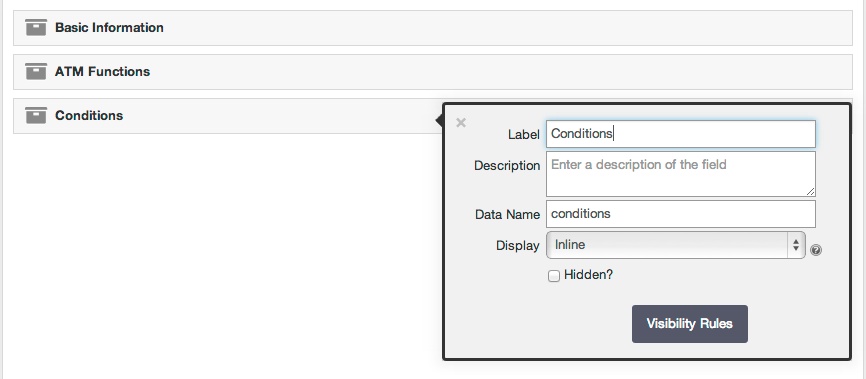 Basic Information
ATM Functions
Conditions
×
Label Conditions
Description Enter a description of the field
Data Name conditions
Display Inline ?
Hidden?
Visibility Rules